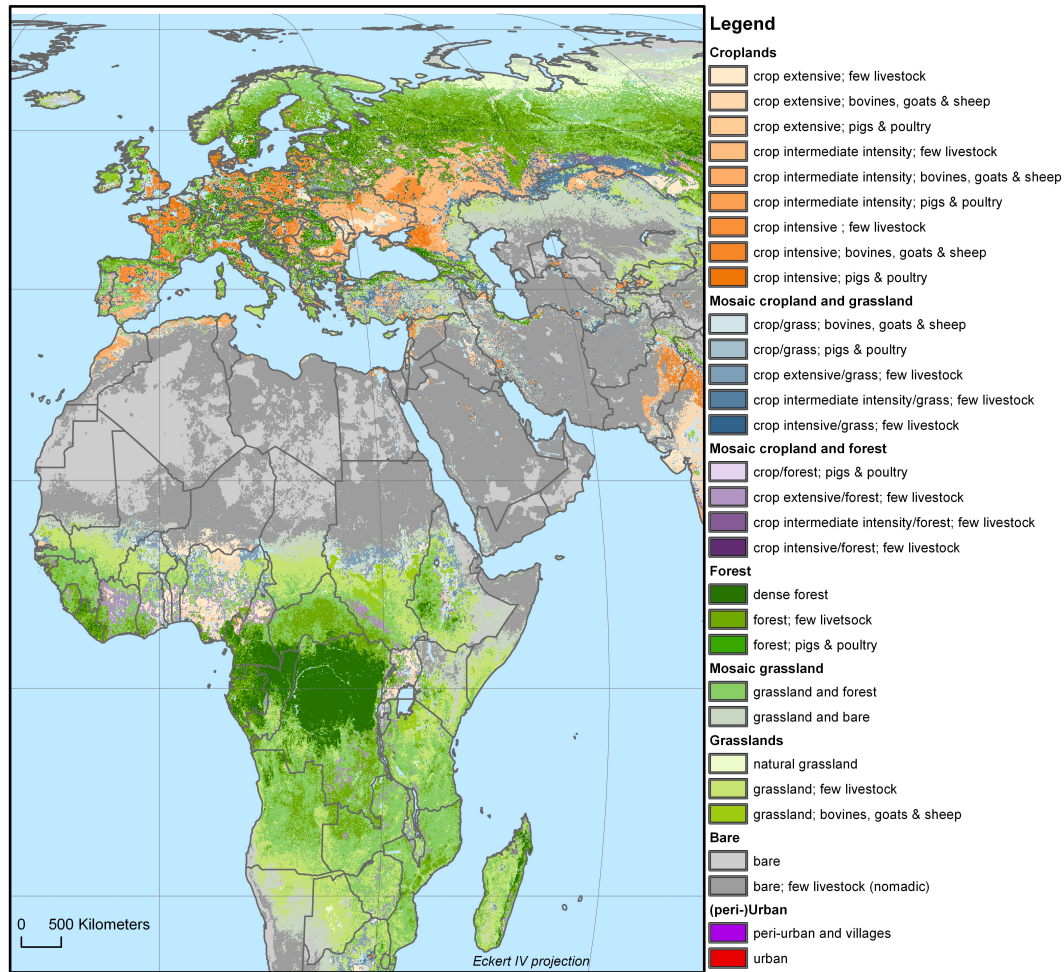 Legend
Croplands
crop extensive; few livestock
crop extensive; bovines, goats & sheep
crop extensive; pigs & poultry
crop intermediate intensity; few livestock
crop intermediate intensity; bovines, goats & sheep
crop intermediate intensity; pigs & poultry
crop intensive ; few livestock
crop intensive; bovines, goats & sheep
crop intensive; pigs & poultry
Mosaic cropland and grassland
crop/grass; bovines, goats & sheep
crop/grass; pigs & poultry
crop extensive/grass; few livestock
crop intermediate intensity/grass; few livestock
crop intensive/grass; few livestock
Mosaic cropland and forest
crop/forest; pigs & poultry
crop extensive/forest; few livestock
crop intermediate intensity/forest; few livestock
crop intensive/forest; few livestock
Forest
dense forest
forest; few livetsock
forest; pigs & poultry
Mosaic grassland
grassland and forest
grassland and bare
Grasslands
natural grassland
grassland; few livestock
grassland; bovines, goats & sheep
Bare
bare
bare; few livestock (nomadic)
(peri-)Urban
peri-urban and villages
urban
0 500 Kilometers
Eckert IV projection